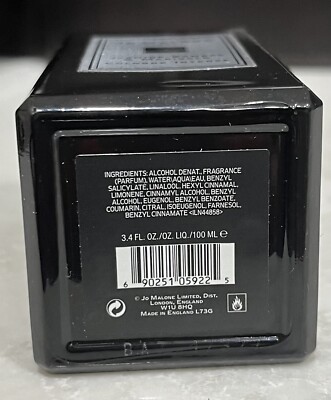 INGREDIENTS: ALCOHOL DENAT., FRAGRANCE
(PARFUM), WATER\AQUA\EAU, BENZYL
SALICYLATE, LINALOOL, HEXYL CINNAMAL,
LIMONENE, CINNAMYL ALCOHOL, BENZYL
ALCOHOL, EUGENOL, BENZYL BENZOATE,
COUMARIN, CITRAL, ISOEUGENOL, FARNESOL,
BENZYL CINNAMATE <ILN44858>
3.4 FL. OZ./OZ. LIQ./100 ML ℮
6 90251 05922 5
© JO MALONE LIMITED, DIST.
LONDON, ENGLAND
W1U 8HQ
MADE IN ENGLAND L73G